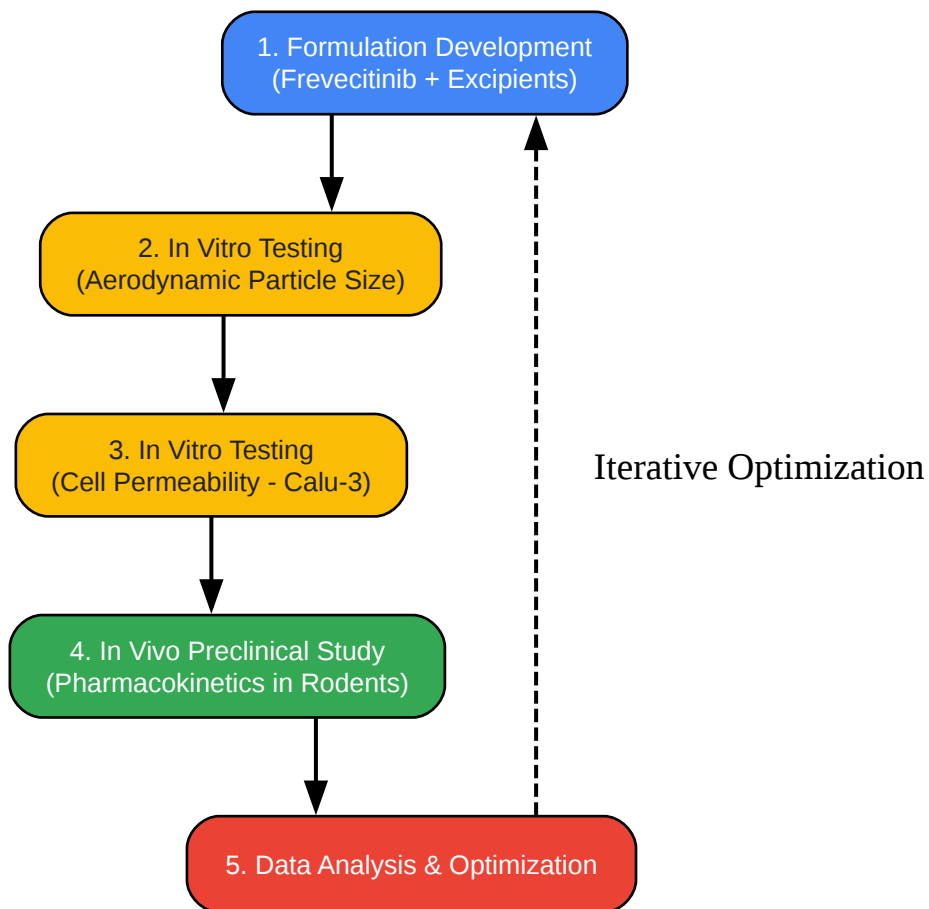 1. Formulation Development
(Frevecitinib + Excipients)
2. In Vitro Testing
(Aerodynamic Particle Size)
3. In Vitro Testing
(Cell Permeability - Calu-3)
Iterative Optimization
4. In Vivo Preclinical Study
(Pharmacokinetics in Rodents)
5. Data Analysis & Optimization